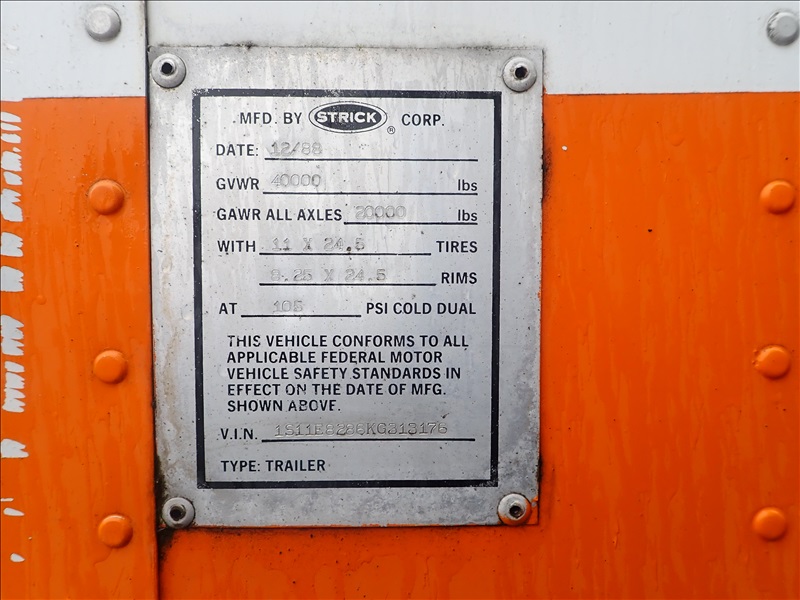 MFD. BY STRICK ® CORP.
DATE: 12/88
GVWR 40000 lbs
GAWR ALL AXLES 20000 lbs
WITH 11 X 24.5 TIRES
8.25 X 24.5 RIMS
AT 105 PSI COLD DUAL
THIS VEHICLE CONFORMS TO ALL
APPLICABLE FEDERAL MOTOR
VEHICLE SAFETY STANDARDS IN
EFFECT ON THE DATE OF MFG.
SHOWN ABOVE.
V.I.N.
TYPE: TRAILER